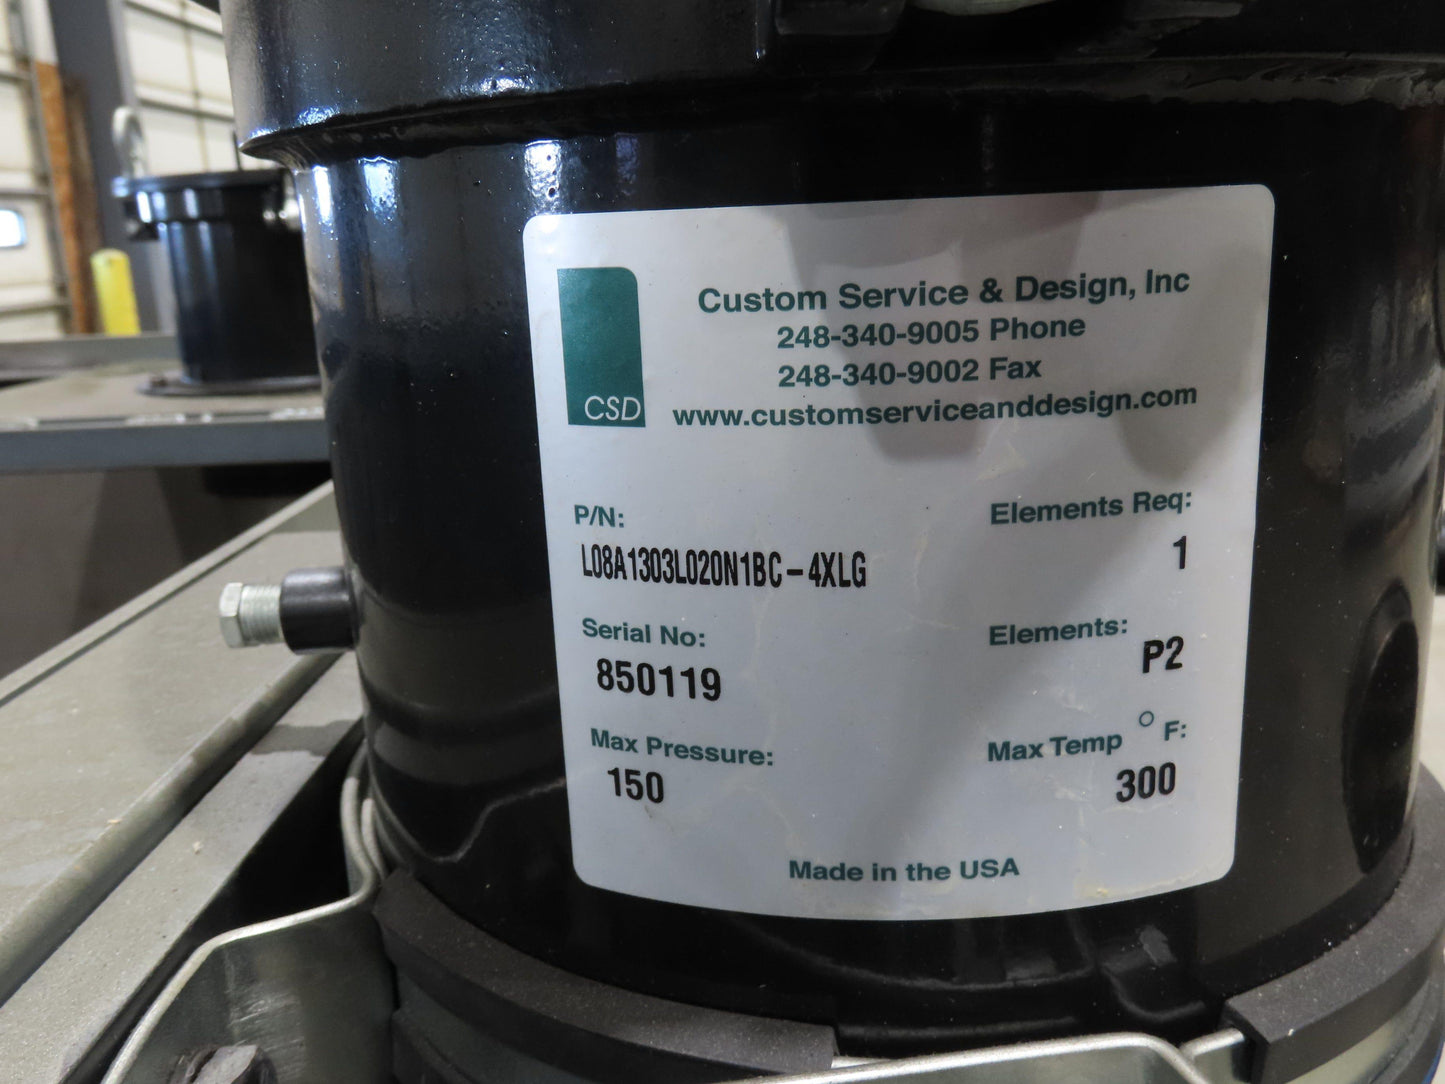 Custom Service & Design, Inc
248-340-9005 Phone
248-340-9002 Fax
www.customserviceanddesign.com
CSD
P/N:
L08A1303L020N1BC-4XLG
Elements Req:
1
Serial No:
850119
Elements:
P2
Max Pressure:
150
Max Temp °F:
300
Made in the USA